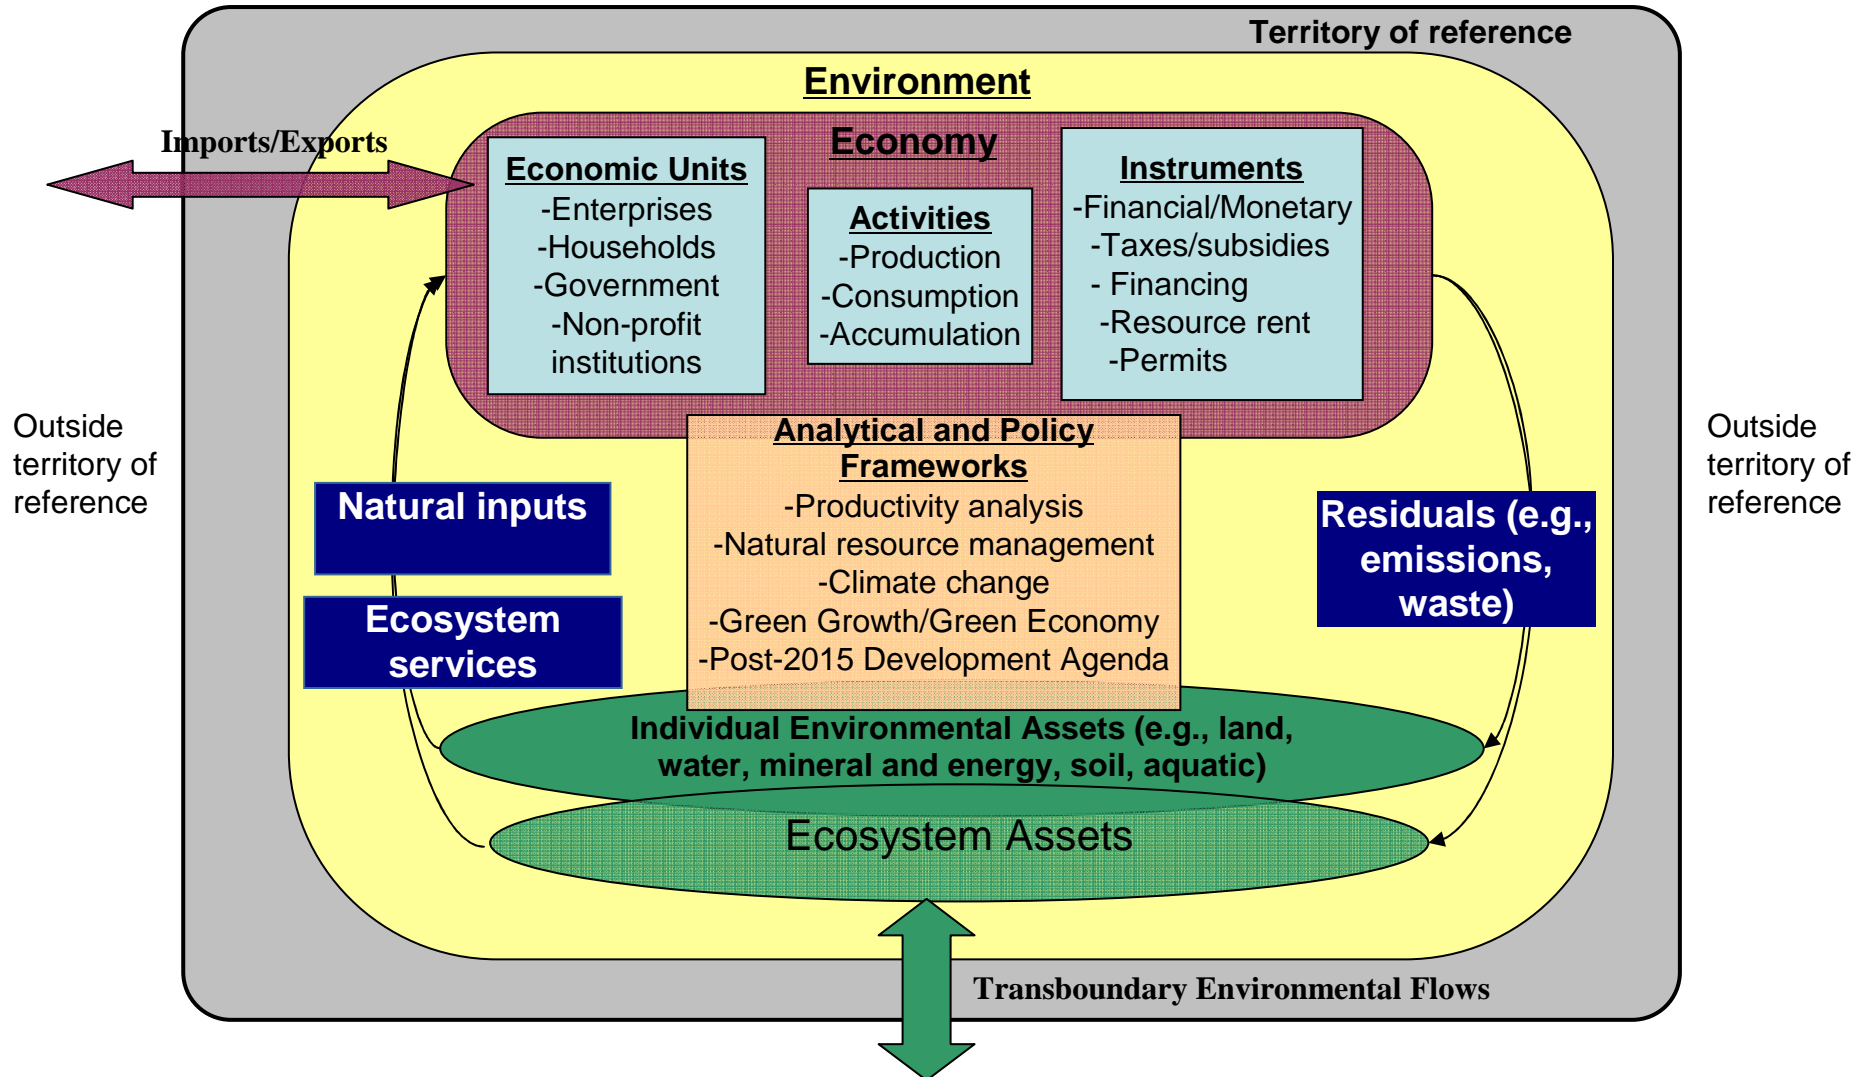 Territory of reference
Environment
Imports/Exports
Economy
Economic Units
-Enterprises
-Households
-Government
-Non-profit
institutions
Activities
-Production
-Consumption
-Accumulation
Instruments
-Financial/Monetary
-Taxes/subsidies
- Financing
-Resource rent
-Permits
Outside
territory of
reference
Analytical and Policy
Frameworks
-Productivity analysis
-Natural resource management
-Climate change
-Green Growth/Green Economy
-Post-2015 Development Agenda
Natural inputs
Ecosystem
services
Residuals (e.g.,
emissions,
waste)
Outside
territory of
reference
Individual Environmental Assets (e.g., land,
water, mineral and energy, soil, aquatic)
Ecosystem Assets
Transboundary Environmental Flows